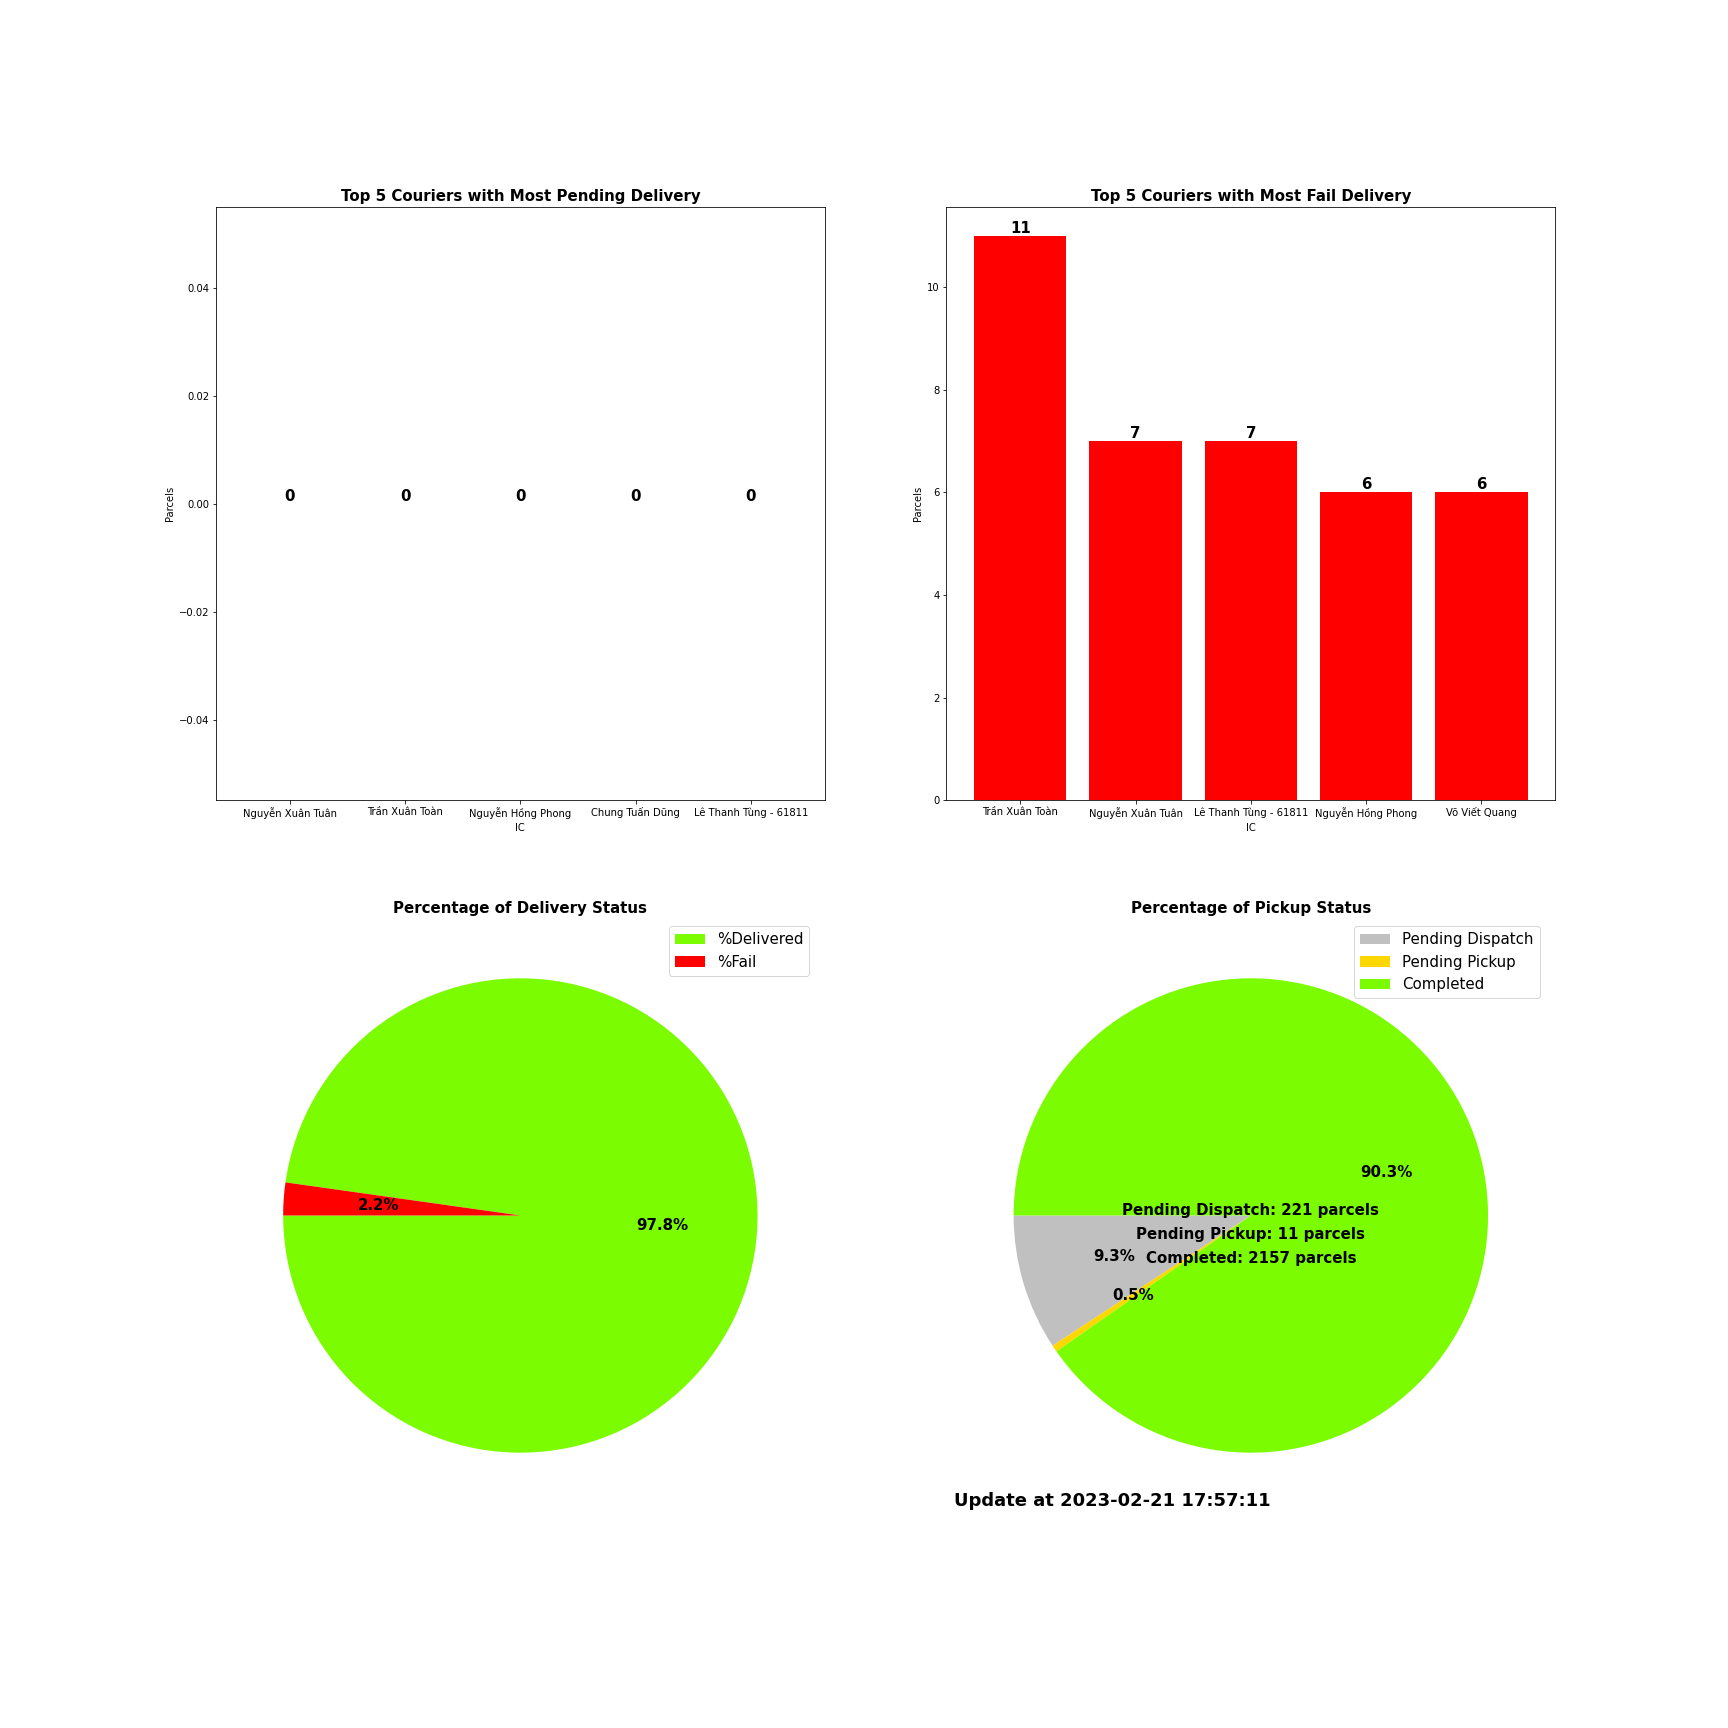 Top 5 Couriers with Most Pending Delivery
0.04
0.02
0.00
−0.02
−0.04
Parcels
0 0 0 0 0
Nguyễn Xuân Tuân Trần Xuân Toàn Nguyễn Hồng Phong Chung Tuấn Dũng Lê Thanh Tùng - 61811
IC
Top 5 Couriers with Most Fail Delivery
10
8
6
4
2
0
Parcels
11 7 7 6 6
Trần Xuân Toàn Nguyễn Xuân Tuân Lê Thanh Tùng - 61811 Nguyễn Hồng Phong Võ Viết Quang
IC
Percentage of Delivery Status
%Delivered
%Fail
2.2%
97.8%
Percentage of Pickup Status
Pending Dispatch
Pending Pickup
Completed
90.3%
Pending Dispatch: 221 parcels
Pending Pickup: 11 parcels
9.3%
Completed: 2157 parcels
0.5%
Update at 2023-02-21 17:57:11